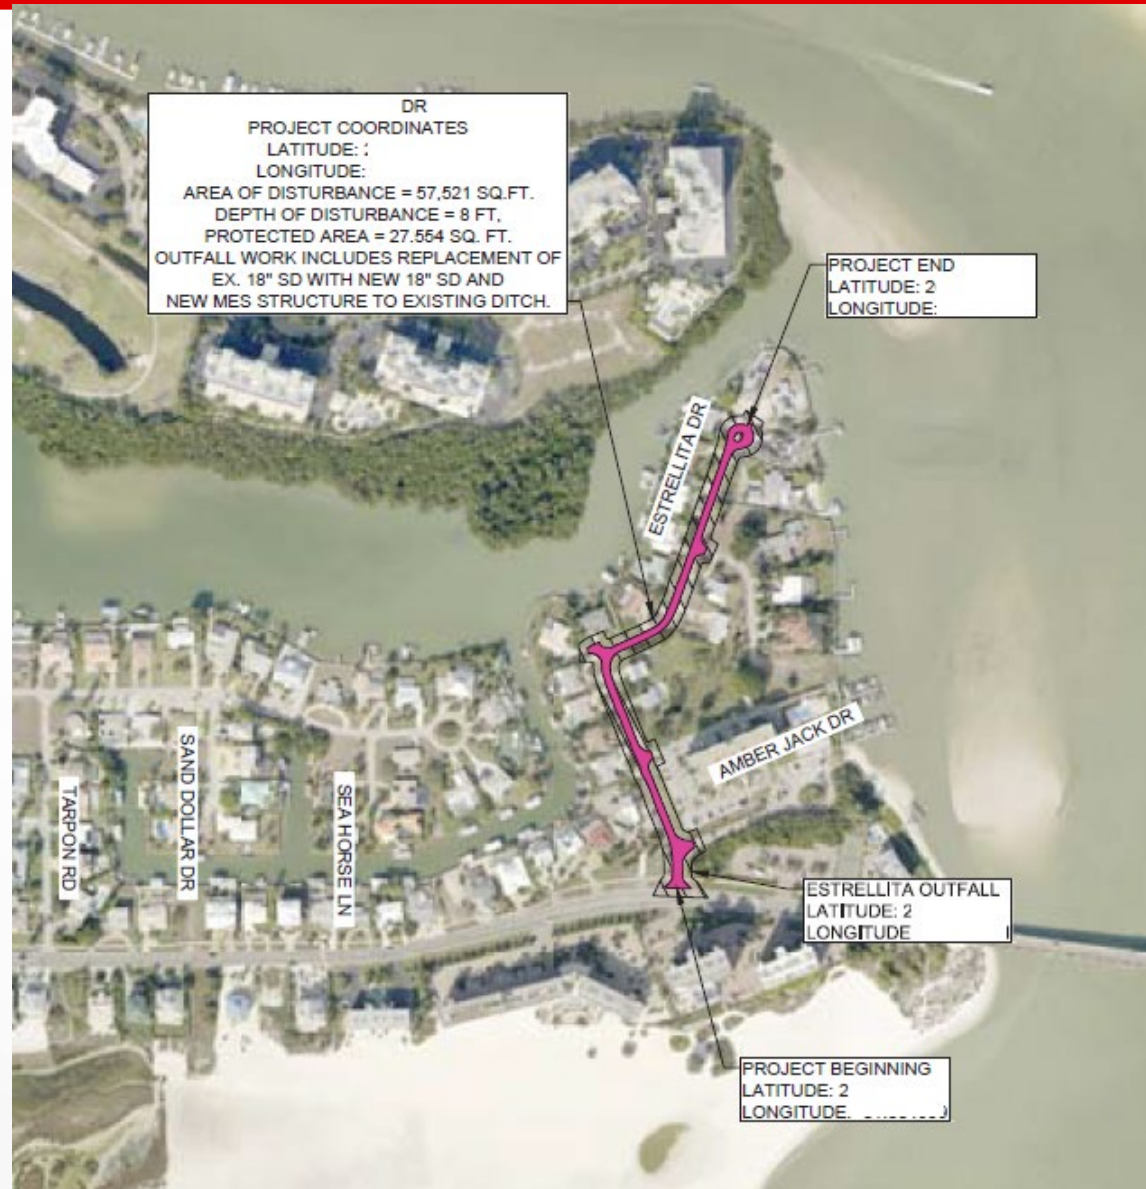 DR
PROJECT COORDINATES
LATITUDE:
LONGITUDE:
AREA OF DISTURBANCE = 57,521 SQ.FT.
DEPTH OF DISTURBANCE = 8 FT,
PROTECTED AREA = 27.554 SQ. FT.
OUTFALL WORK INCLUDES REPLACEMENT OF
EX. 18" SD WITH NEW 18" SD AND
NEW MES STRUCTURE TO EXISTING DITCH.
PROJECT END
LATITUDE: 2
LONGITUDE:
ESTRELLITA DR
AMBER JACK DR
SAND DOLLAR DR
SEA HORSE LN
TARPON RD
ESTRELLITA OUTFALL
LATITUDE: 2
LONGITUDE
PROJECT BEGINNING
LATITUDE: 2
LONGITUDE.